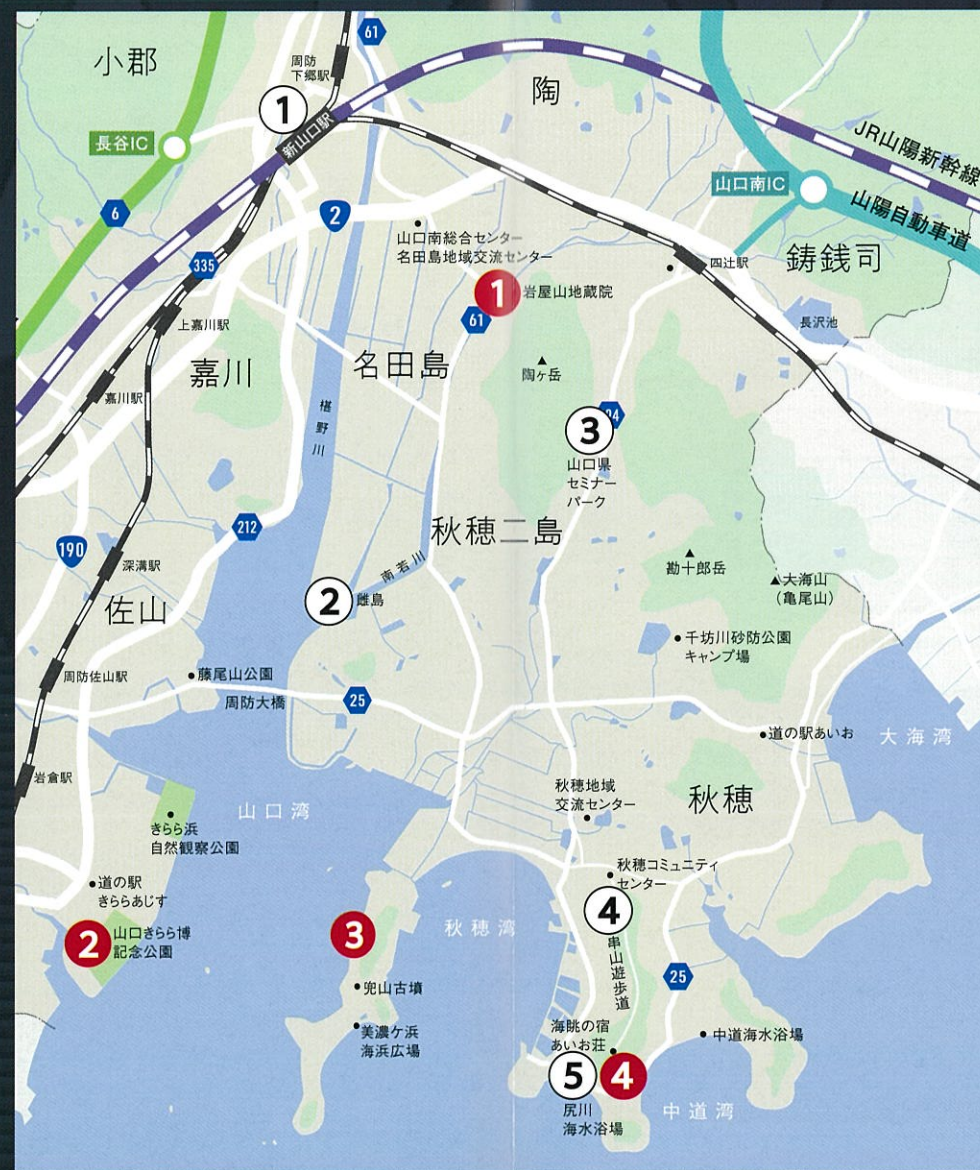 小郡
61
周防
下郷駅
1
新山口駅
陶
長谷IC
JR山陽新幹線
山口南IC
山陽自動車道
6
2
335
山口南総合センター
名田島地域交流センター
四辻駅
鋳銭司
1
岩屋山地蔵院
61
長沢池
上嘉川駅
嘉川
名田島
陶ヶ岳
嘉川駅
椹野川
3
山口県
セミナー
パーク
212
秋穂二島
190
深溝駅
南若川
勘十郎岳
大海山
(亀尾山)
2
雌島
佐山
千坊川砂防公園
キャンプ場
周防佐山駅
藤尾山公園
周防大橋
25
道の駅あいお
大海湾
岩倉駅
山口湾
秋穂地域
交流センター
秋穂
きらら浜
自然観察公園
秋穂コミュニティ
センター
道の駅
きららあじす
4
2
山口きらら博
記念公園
3
秋穂湾
串山遊歩道
兜山古墳
25
美濃ケ浜
海浜広場
海眺の宿
あいお荘
中道海水浴場
5
4
尻川
海水浴場
中道湾